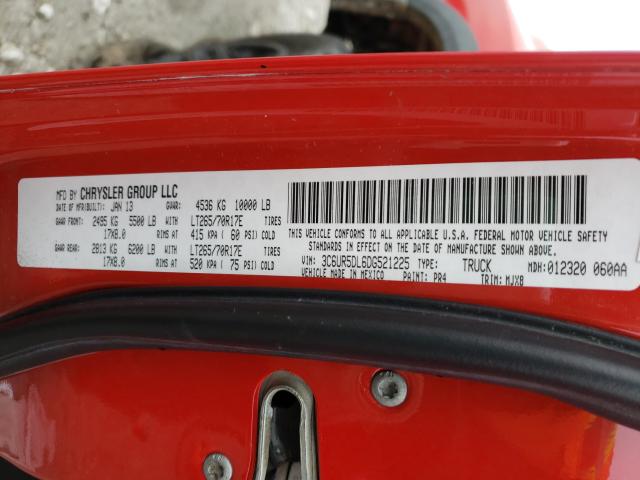 MFD BY CHRYSLER GROUP LLC
DATE OF MFR(BUILT): JAN 13 GVWR: 4536 KG 10000 LB
GAWR FRONT: 2495 KG 5500 LB WITH LT265/70R17E TIRES
17X8.0 RIMS AT 415 KPA ( 60 PSI) COLD
GAWR REAR: 2813 KG 6200 LB WITH LT265/70R17E TIRES
17X8.0 RIMS AT 520 KPA ( 75 PSI) COLD
THIS VEHICLE CONFORMS TO ALL APPLICABLE U.S.A. FEDERAL MOTOR VEHICLE SAFETY
STANDARDS IN EFFECT ON THE DATE OF MANUFACTURE SHOWN ABOVE.
VIN: 3C6UR5DL6DG521225 TYPE: TRUCK MDH: 012320 060AA
VEHICLE MADE IN MEXICO PAINT: PR4 TRIM: MJX8